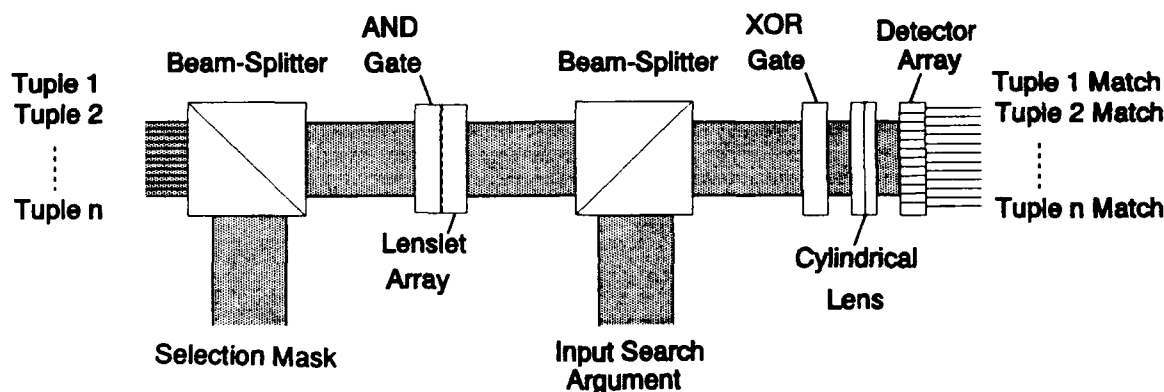 Tuple 1
Tuple 2
Tuple n
Beam-Splitter
AND
Gate
Lenslet
Array
Selection Mask
Beam-Splitter
Input Search
Argument
XOR
Gate
Cylindrical
Lens
Detector
Array
Tuple 1 Match
Tuple 2 Match
Tuple n Match